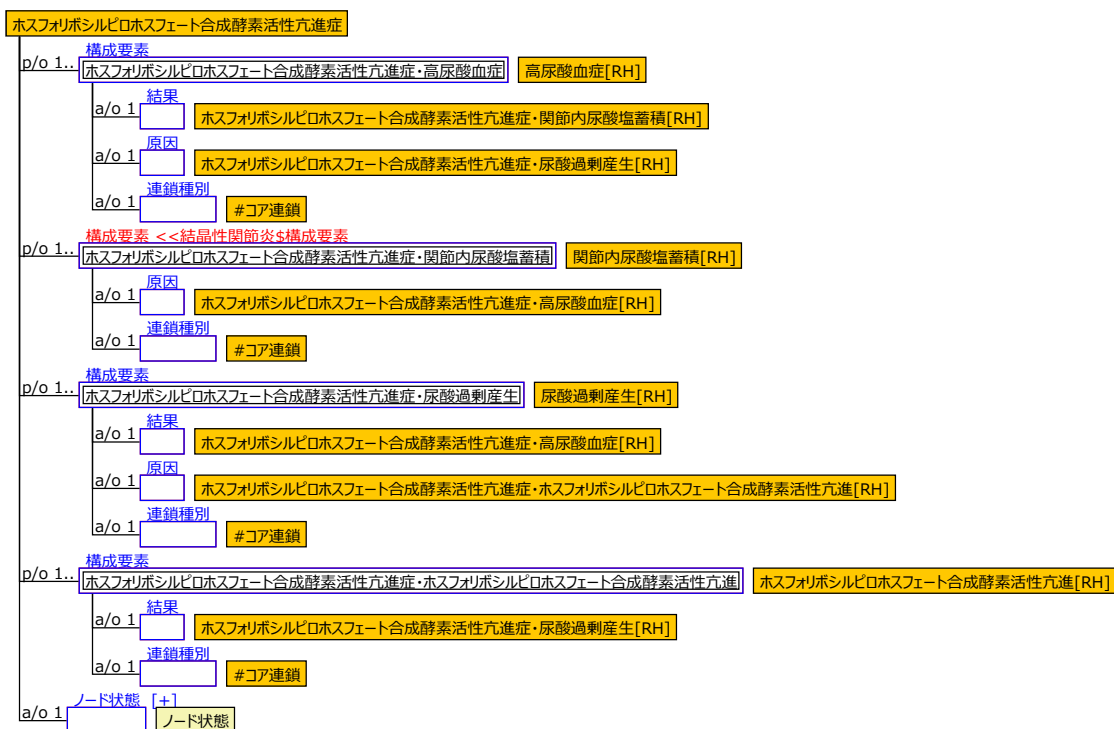 ホスフォリボシルピロホスフェート合成酵素活性亢進症
構成要素
p/o 1.. ホスフォリボシルピロホスフェート合成酵素活性亢進症・高尿酸血症 高尿酸血症[RH]
結果
a/o 1 ホスフォリボシルピロホスフェート合成酵素活性亢進症・関節内尿酸塩蓄積[RH]
原因
a/o 1 ホスフォリボシルピロホスフェート合成酵素活性亢進症・尿酸過剰産生[RH]
連鎖種別
a/o 1 #コア連鎖
構成要素 <<結晶性関節炎$構成要素
p/o 1.. ホスフォリボシルピロホスフェート合成酵素活性亢進症・関節内尿酸塩蓄積 関節内尿酸塩蓄積[RH]
原因
a/o 1 ホスフォリボシルピロホスフェート合成酵素活性亢進症・高尿酸血症[RH]
連鎖種別
a/o 1 #コア連鎖
構成要素
p/o 1.. ホスフォリボシルピロホスフェート合成酵素活性亢進症・尿酸過剰産生 尿酸過剰産生[RH]
結果
a/o 1 ホスフォリボシルピロホスフェート合成酵素活性亢進症・高尿酸血症[RH]
原因
a/o 1 ホスフォリボシルピロホスフェート合成酵素活性亢進症・ホスフォリボシルピロホスフェート合成酵素活性亢進[RH]
連鎖種別
a/o 1 #コア連鎖
構成要素
p/o 1.. ホスフォリボシルピロホスフェート合成酵素活性亢進症・ホスフォリボシルピロホスフェート合成酵素活性亢進 ホスフォリボシルピロホスフェート合成酵素活性亢進[RH]
結果
a/o 1 ホスフォリボシルピロホスフェート合成酵素活性亢進症・尿酸過剰産生[RH]
連鎖種別
a/o 1 #コア連鎖
ノード状態 [+]
a/o 1 ノード状態